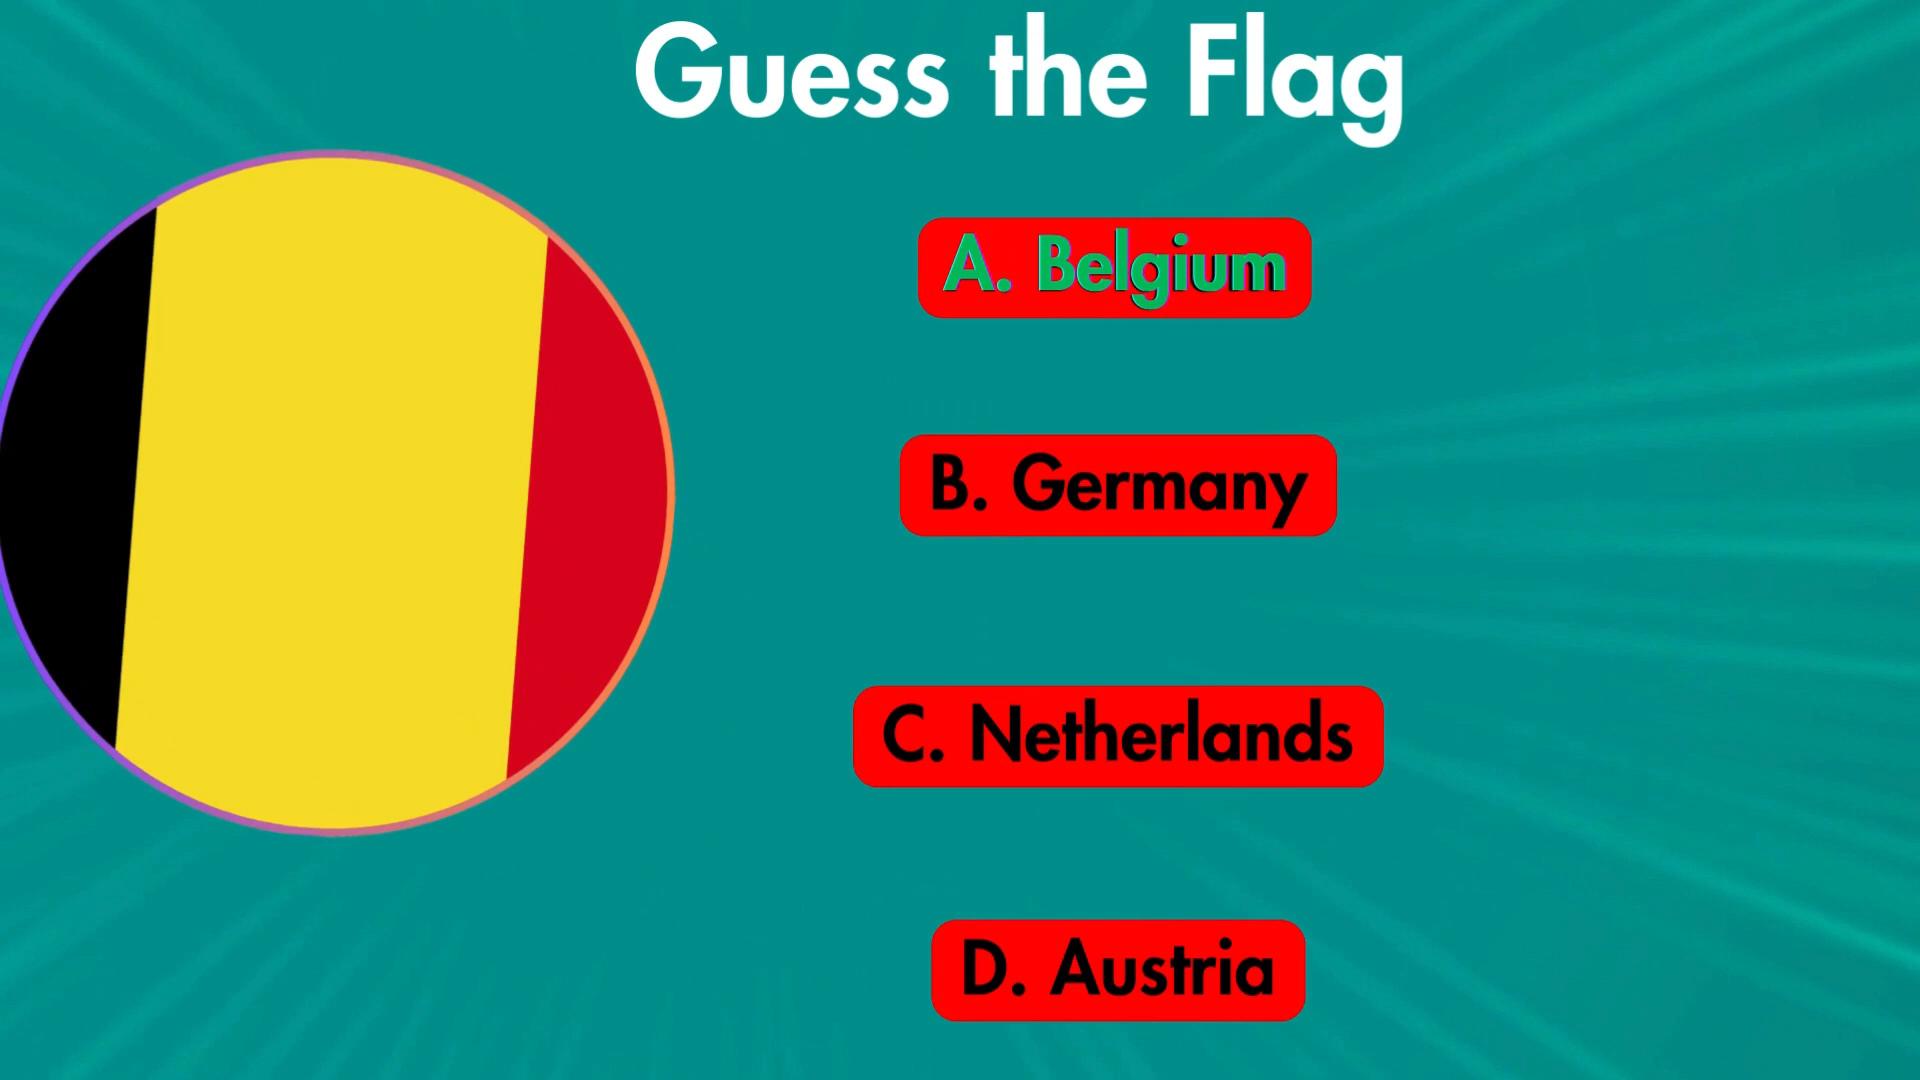 Guess the Flag
A. Belgium
B. Germany
C. Netherlands
D. Austria